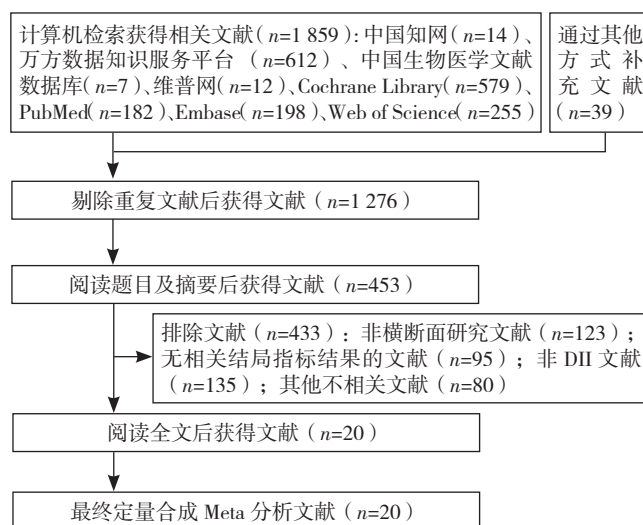 计算机检索获得相关文献(n=1 859):中国知网(n=14)、
万方数据知识服务平台(n=612)、中国生物医学文献
数据库(n=7)、维普网(n=12)、Cochrane Library(n=579)、
PubMed(n=182)、Embase(n=198)、Web of Science(n=255)
通过其他
方式补
充文献
(n=39)
剔除重复文献后获得文献(n=1 276)
阅读题目及摘要后获得文献(n=453)
排除文献(n=433):非横断面研究文献(n=123);
无相关结局指标结果的文献(n=95);非 DII 文献
(n=135);其他不相关文献(n=80)
阅读全文后获得文献(n=20)
最终定量合成 Meta 分析文献(n=20)